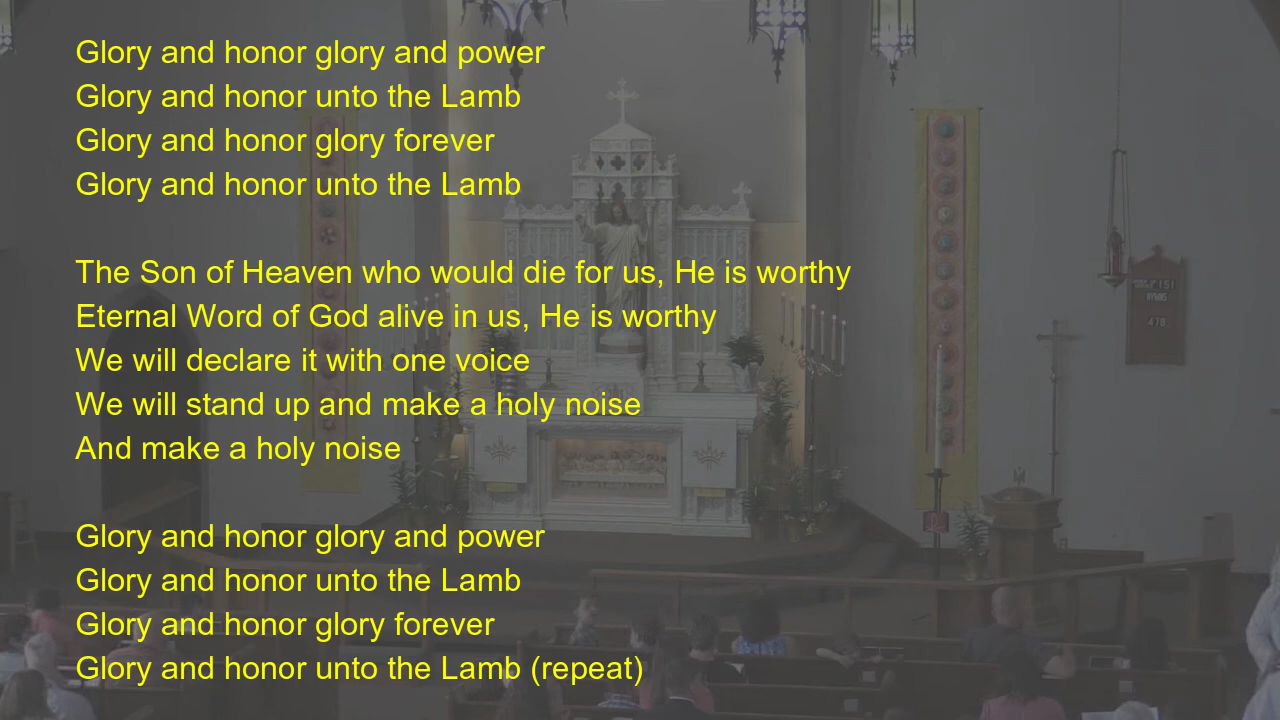 Glory and honor glory and power
Glory and honor unto the Lamb
Glory and honor glory forever
Glory and honor unto the Lamb
The Son of Heaven who would die for us, He is worthy
Eternal Word of God alive in us, He is worthy
We will declare it with one voice
We will stand up and make a holy noise
And make a holy noise
Glory and honor glory and power
Glory and honor unto the Lamb
Glory and honor glory forever
Glory and honor unto the Lamb (repeat)
HYMNS
478